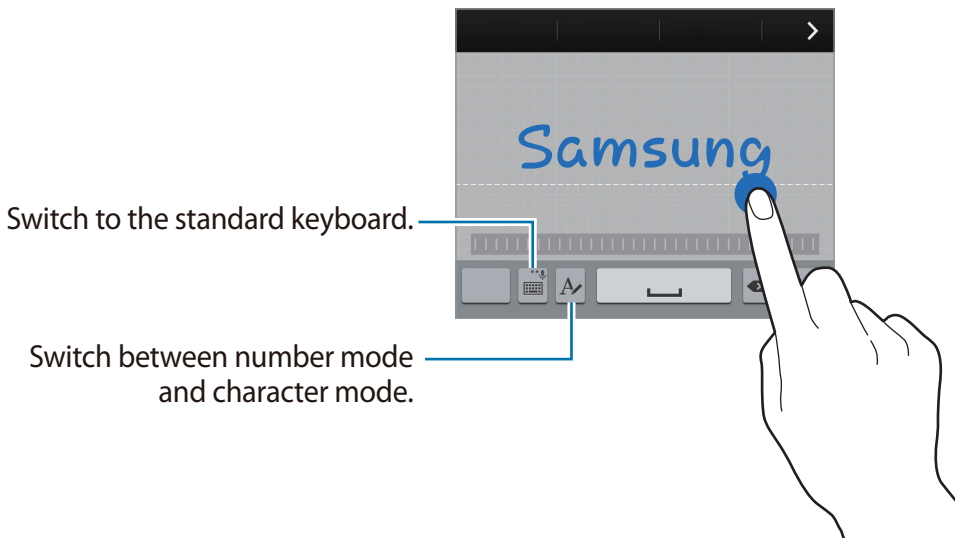 Samsung
Switch to the standard keyboard.
A
Switch between number mode
and character mode.